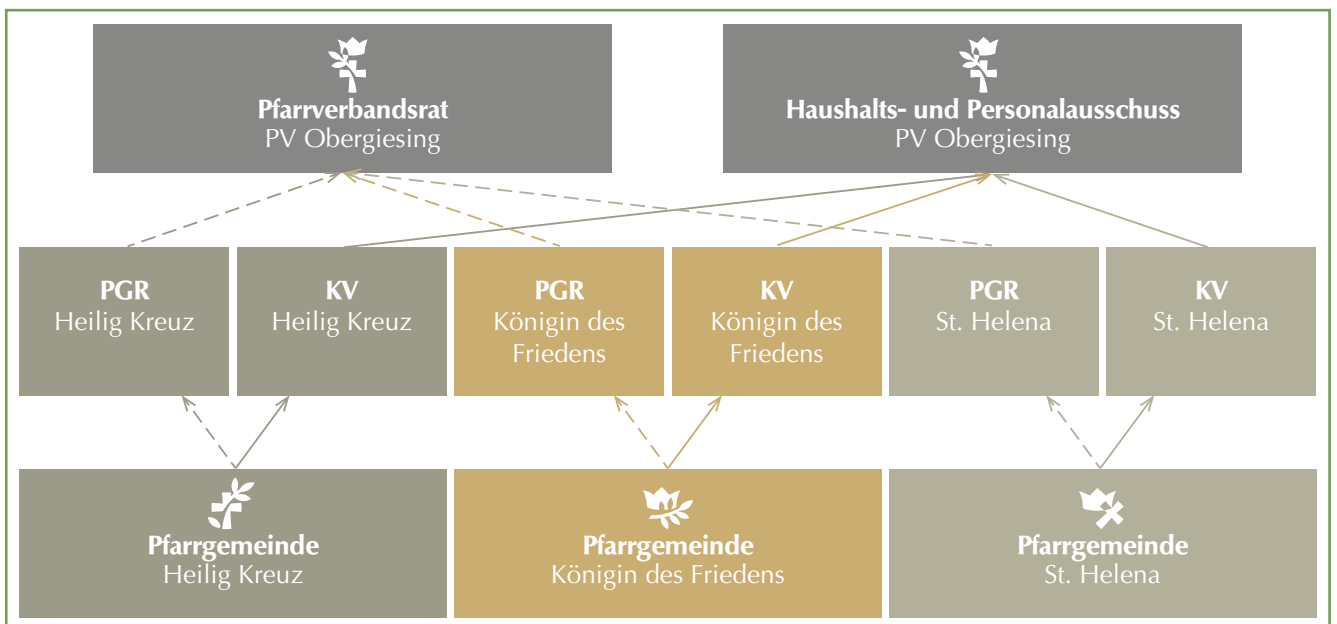 Pfarrverbandsrat
PV Obergiesing
Haushalts- und Personalausschuss
PV Obergiesing
PGR
Heilig Kreuz
KV
Heilig Kreuz
PGR
Königin des
Friedens
KV
Königin des
Friedens
PGR
St. Helena
KV
St. Helena
Pfarrgemeinde
Heilig Kreuz
Pfarrgemeinde
Königin des Friedens
Pfarrgemeinde
St. Helena